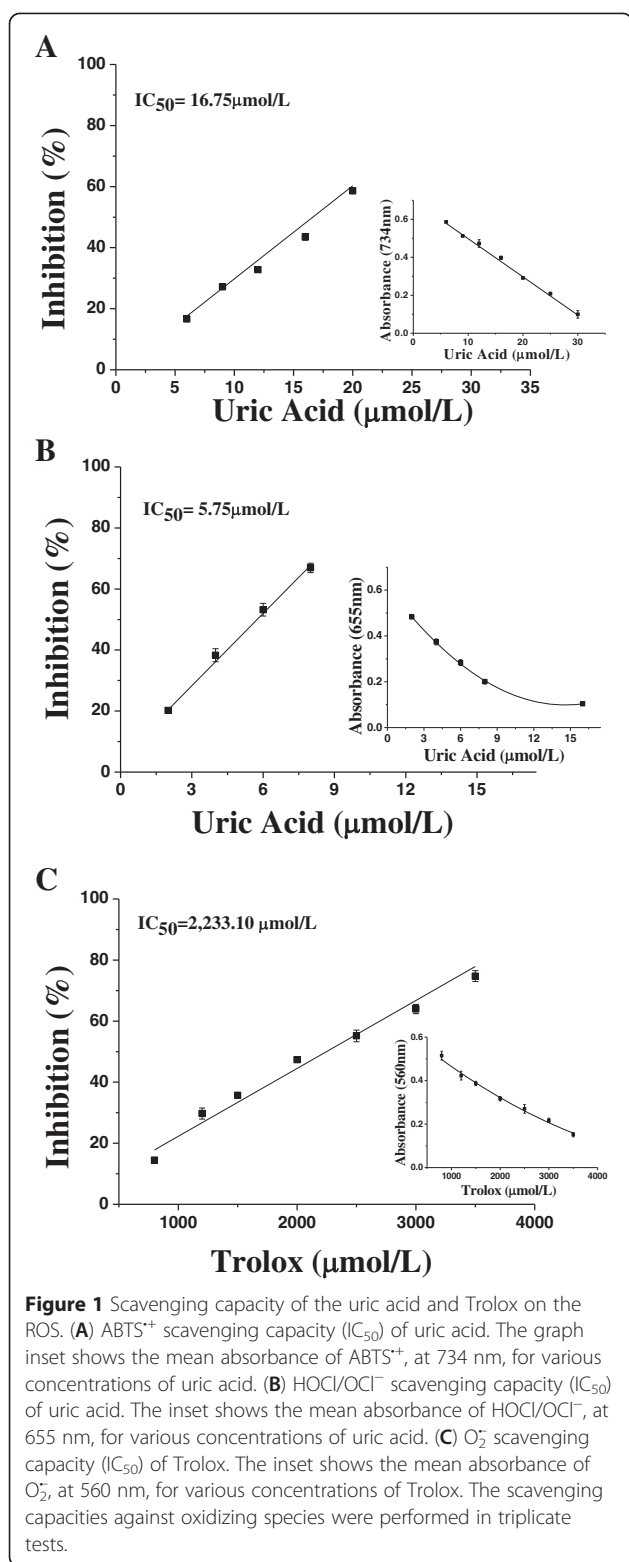 A
100
80
60
40
20
0
Inhibition (%)
IC50= 16.75μmol/L
0 5 10 15 20 25 30 35
Uric Acid (μmol/L)
0.6
0.4
0.2
0.0
Absorbance (734nm)
0 10 20 30
Uric Acid (μmol/L)
B
100
80
60
40
20
0
Inhibition (%)
IC50= 5.75μmol/L
0 3 6 9 12 15
Uric Acid (μmol/L)
0.6
0.4
0.2
0.0
Absorbance (655nm)
0 3 6 9 12 15
Uric Acid (μmol/L)
C
100
80
60
40
20
0
Inhibition (%)
IC50=2,233.10 μmol/L
1000 2000 3000 4000
Trolox (μmol/L)
0.6
0.4
0.2
0.0
Absorbance (560nm)
1000 2000 3000 4000
Trolox (μmol/L)
Figure 1 Scavenging capacity of the uric acid and Trolox on the
ROS. (A) ABTS•+ scavenging capacity (IC50) of uric acid. The graph
inset shows the mean absorbance of ABTS•+, at 734 nm, for various
concentrations of uric acid. (B) HOCl/OCl− scavenging capacity (IC50)
of uric acid. The inset shows the mean absorbance of HOCl/OCl−, at
655 nm, for various concentrations of uric acid. (C) O2•− scavenging
capacity (IC50) of Trolox. The inset shows the mean absorbance of
O2•−, at 560 nm, for various concentrations of Trolox. The scavenging
capacities against oxidizing species were performed in triplicate
tests.